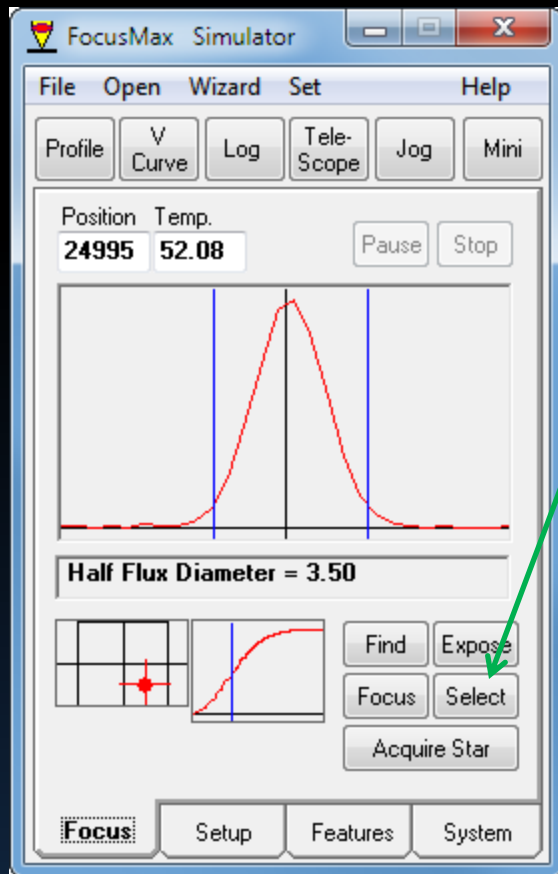 FocusMax Simulator
File Open Wizard Set Help
Profile V Curve Log Tele-Scope Jog Mini
Position Temp.
24995 52.08 Pause Stop
Half Flux Diameter = 3.50
Find Expose
Focus Select
Acquire Star
Focus Setup Features System